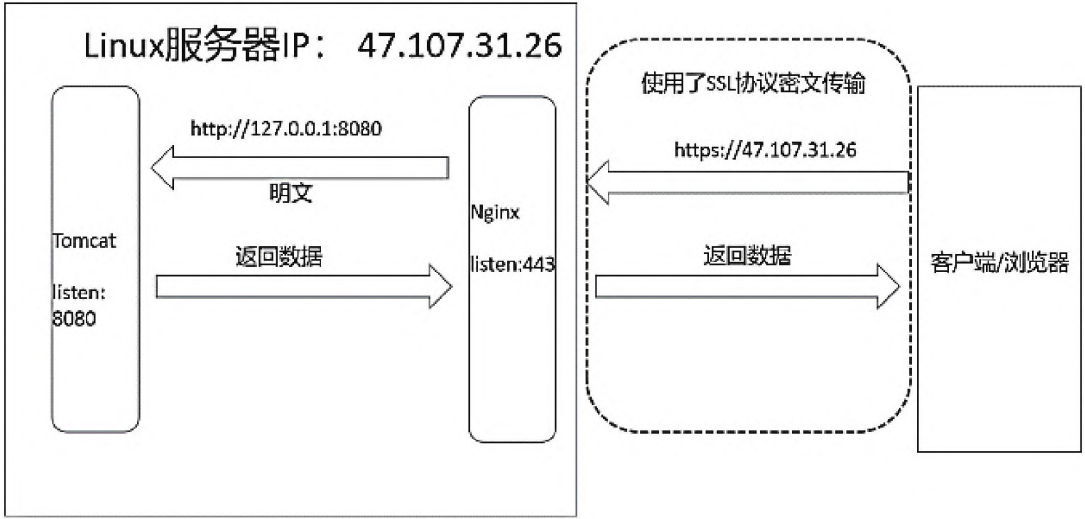 Linux服务器IP： 47.107.31.26
使用了SSL协议密文传输
http://127.0.0.1:8080
https://47.107.31.26
明文
Nginx
listen:443
Tomcat
listen:
8080
返回数据
返回数据
客户端/浏览器